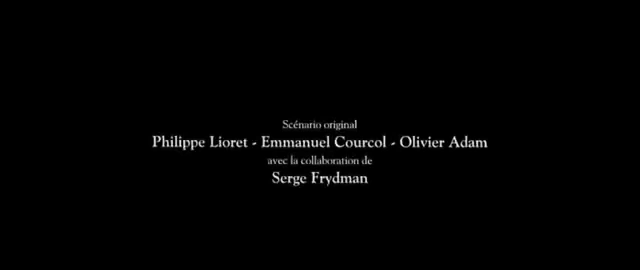 Scénario original
Philippe Lioret - Emmanuel Courcol - Olivier Adam
avec la collaboration de
Serge Frydman